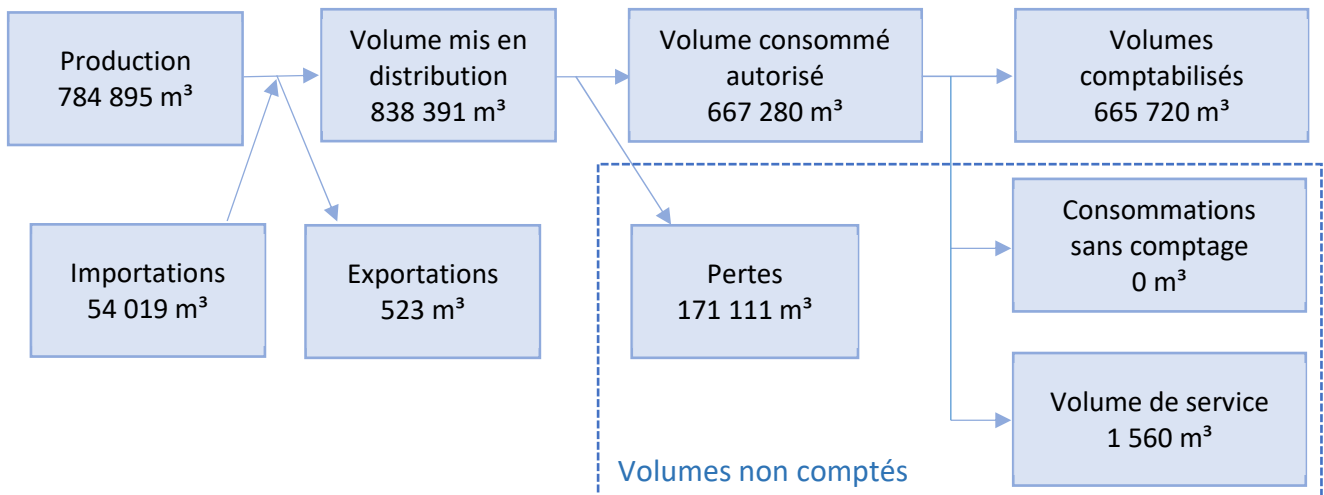 Production
784 895 m³
Volume mis en
distribution
838 391 m³
Volume consommé
autorisé
667 280 m³
Volumes
comptabilisés
665 720 m³
Importations
54 019 m³
Exportations
523 m³
Pertes
171 111 m³
Consommations
sans comptage
0 m³
Volume de service
1 560 m³
Volumes non comptés